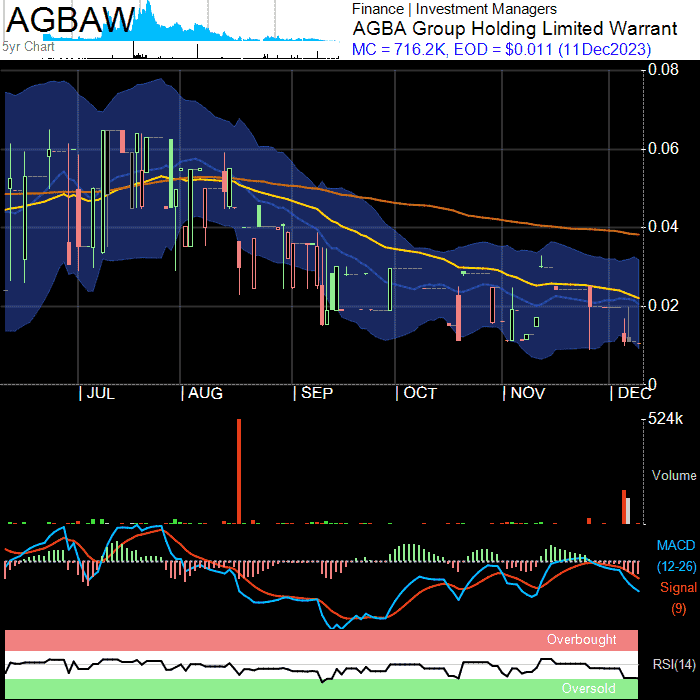 AGBAW
5yr Chart
Finance | Investment Managers
AGBA Group Holding Limited Warrant
MC = 716.2K, EOD = $0.011 (11Dec2023)
0.08
0.06
0.04
0.02
0
| JUL | AUG | SEP | OCT | NOV | DEC
524k
Volume
MACD
(12-26)
Signal
(9)
Overbought
RSI(14)
Oversold